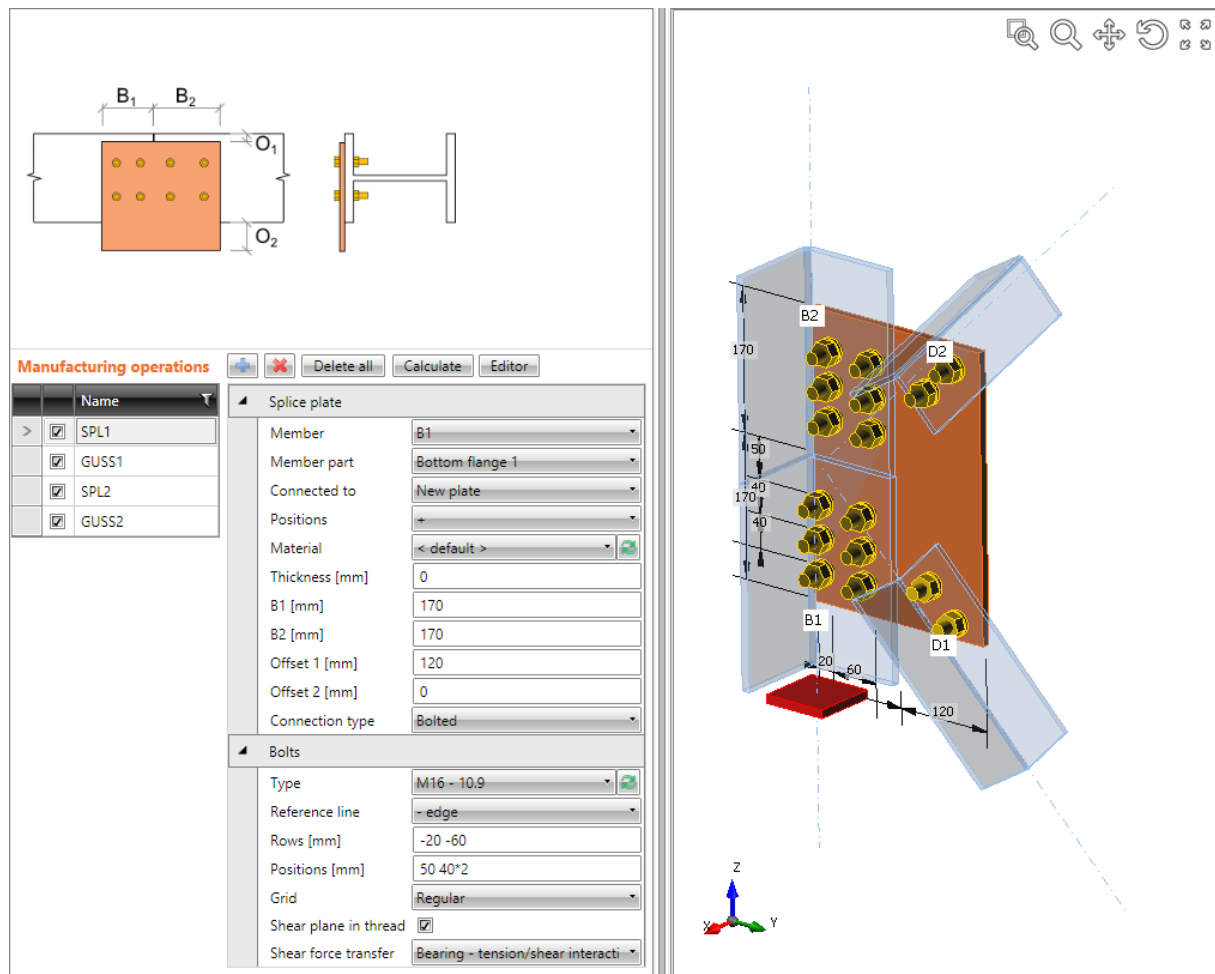 B1 B2
O1
O2
Manufacturing operations Delete all Calculate Editor
Name
> SPL1
GUSS1
SPL2
GUSS2
Splice plate
Member B1
Member part Bottom flange 1
Connected to New plate
Positions +
Material < default >
Thickness [mm] 0
B1 [mm] 170
B2 [mm] 170
Offset 1 [mm] 120
Offset 2 [mm] 0
Connection type Bolted
Bolts
Type M16 - 10.9
Reference line - edge
Rows [mm] -20 -60
Positions [mm] 50 40*2
Grid Regular
Shear plane in thread
Shear force transfer Bearing - tension/shear interacti
B2
D2
170
50
40
170
40
B1
D1
20
60
120
Z
X
Y